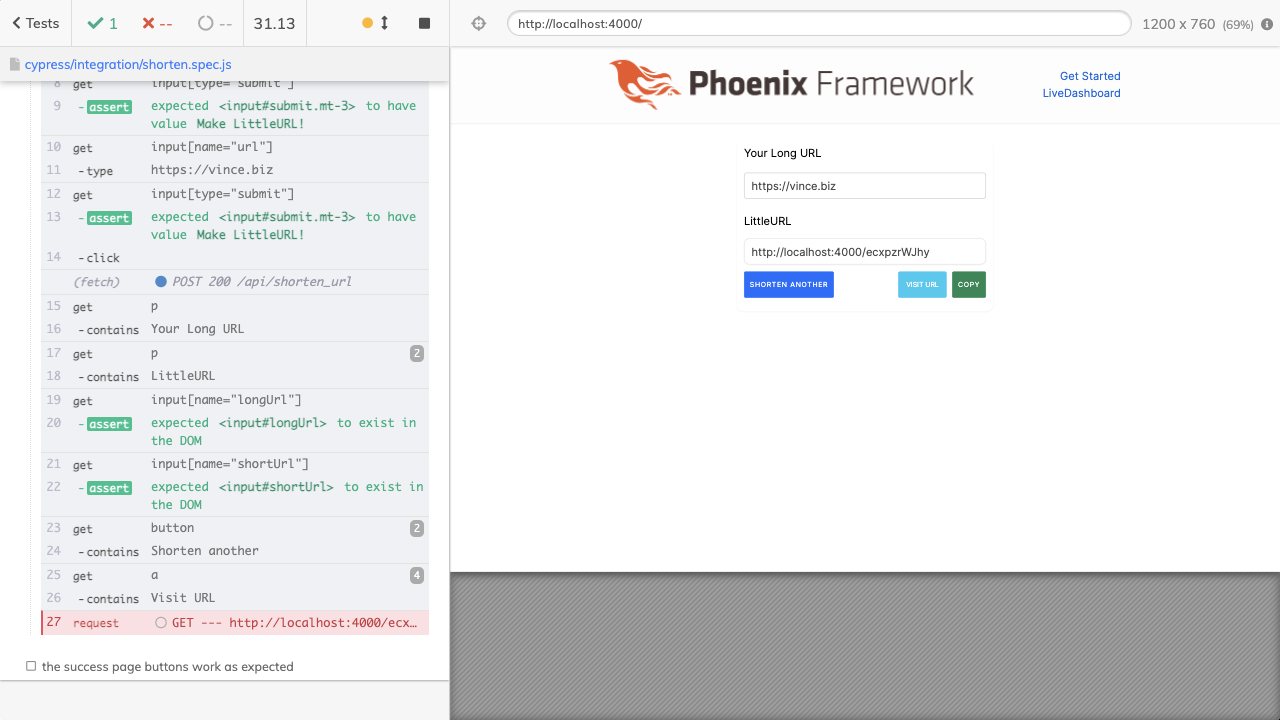 Tests
1
--
--
31.13
cypress/integration/shorten.spec.js
8 get input[type="submit"]
9 -assert expected <input#submit.mt-3> to have
value Make LittleURL!
10 get input[name="url"]
11 -type https://vince.biz
12 get input[type="submit"]
13 -assert expected <input#submit.mt-3> to have
value Make LittleURL!
14 -click
(fetch) POST 200 /api/shorten_url
15 get p
16 -contains Your Long URL
17 get p 2
18 -contains LittleURL
19 get input[name="longUrl"]
20 -assert expected <input#longUrl> to exist in
the DOM
21 get input[name="shortUrl"]
22 -assert expected <input#shortUrl> to exist in
the DOM
23 get button 2
24 -contains Shorten another
25 get a 4
26 -contains Visit URL
27 request GET --- http://localhost:4000/ecx…
the success page buttons work as expected
http://localhost:4000/
1200 x 760 (69%)
Phoenix Framework
Get Started
LiveDashboard
Your Long URL
https://vince.biz
LittleURL
http://localhost:4000/ecxpzrWJhy
SHORTEN ANOTHER
VISIT URL
COPY